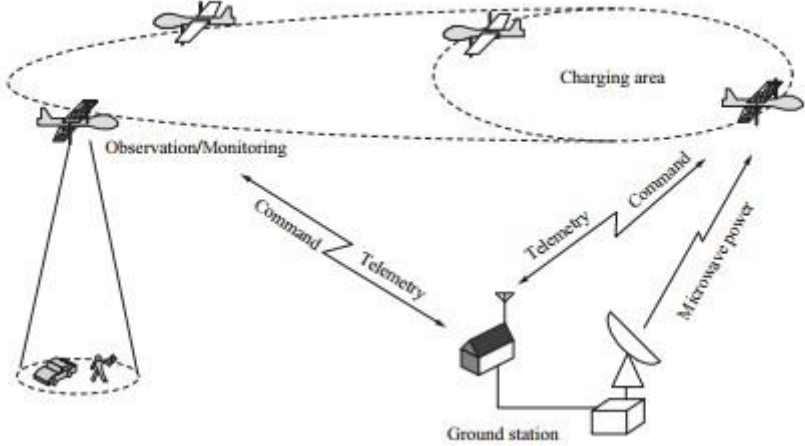 Charging area
Observation/Monitoring
Command
Telemetry
Telemetry
Command
Microwave power
Ground station